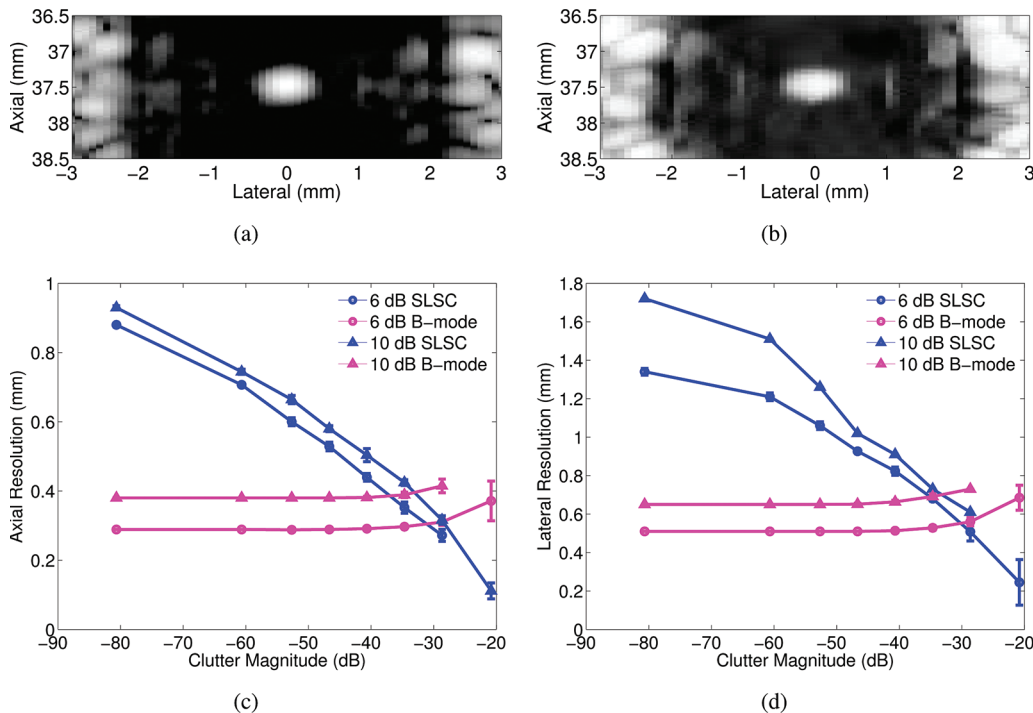 36.5
37
37.5
38
38.5
Axial (mm)
−3 −2 −1 0 1 2 3
Lateral (mm)
(a)
36.5
37
37.5
38
38.5
Axial (mm)
−3 −2 −1 0 1 2 3
Lateral (mm)
(b)
1
0.8
0.6
0.4
0.2
0
Axial Resolution (mm)
6 dB SLSC
6 dB B−mode
10 dB SLSC
10 dB B−mode
−90 −80 −70 −60 −50 −40 −30 −20
Clutter Magnitude (dB)
(c)
1.8
1.6
1.4
1.2
1
0.8
0.6
0.4
0.2
0
Lateral Resolution (mm)
6 dB SLSC
6 dB B−mode
10 dB SLSC
10 dB B−mode
−90 −80 −70 −60 −50 −40 −30 −20
Clutter Magnitude (dB)
(d)